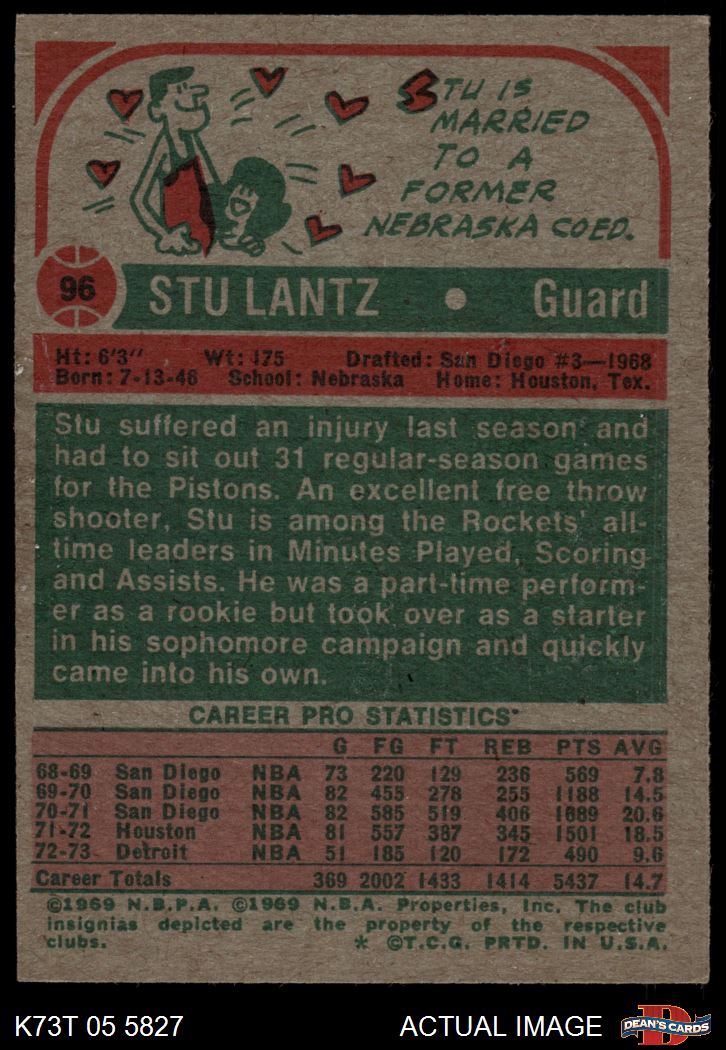 STU IS
MARRIED
TO A
FORMER
NEBRASKA COED.
96 STU LANTZ • Guard
Ht: 6'3" Wt: 175 Drafted: San Diego #3—1968
Born: 7-13-46 School: Nebraska Home: Houston, Tex.
Stu suffered an injury last season and
had to sit out 31 regular-season games
for the Pistons. An excellent free throw
shooter, Stu is among the Rockets' all-
time leaders in Minutes Played, Scoring
and Assists. He was a part-time perform-
er as a rookie but took over as a starter
in his sophomore campaign and quickly
came into his own.
CAREER PRO STATISTICS
G FG FT REB PTS AVG
68-69 San Diego NBA 73 220 129 236 569 7.8
69-70 San Diego NBA 82 455 278 255 1188 14.5
70-71 San Diego NBA 82 585 519 406 1689 20.6
71-72 Houston NBA 81 557 387 345 1501 18.5
72-73 Detroit NBA 51 185 120 172 490 9.6
Career Totals 369 2002 1433 1414 5437 14.7
©1969 N.B.P.A. ©1969 N.B.A. Properties, Inc. The club
insignias depicted are the property of the respective
clubs. * ©T.C.G. PRTD. IN U.S.A.
K73T 05 5827 ACTUAL IMAGE D DEAN'S CARDS